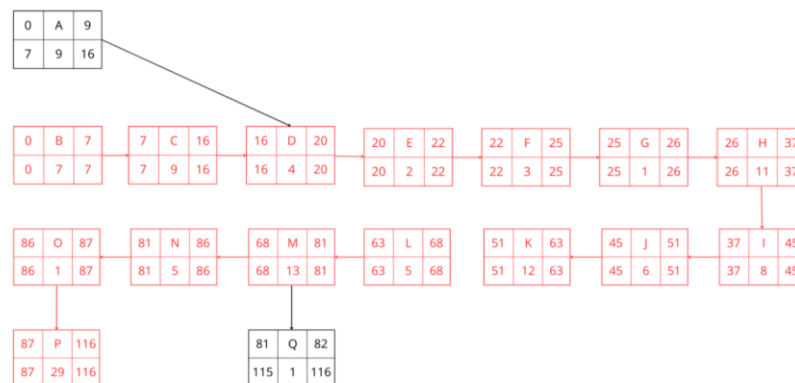 0 A 9
7 9 16
0 B 7 7 C 16 16 D 20 20 E 22 22 F 25 25 G 26 26 H 37
0 7 7 7 9 16 16 4 20 20 2 22 22 3 25 25 1 26 26 11 37
86 O 87 81 N 86 68 M 81 63 L 68 51 K 63 45 J 51 37 I 45
86 1 87 81 5 86 68 13 81 63 5 68 51 12 63 45 6 51 37 8 45
87 P 116 81 Q 82
87 29 116 115 1 116